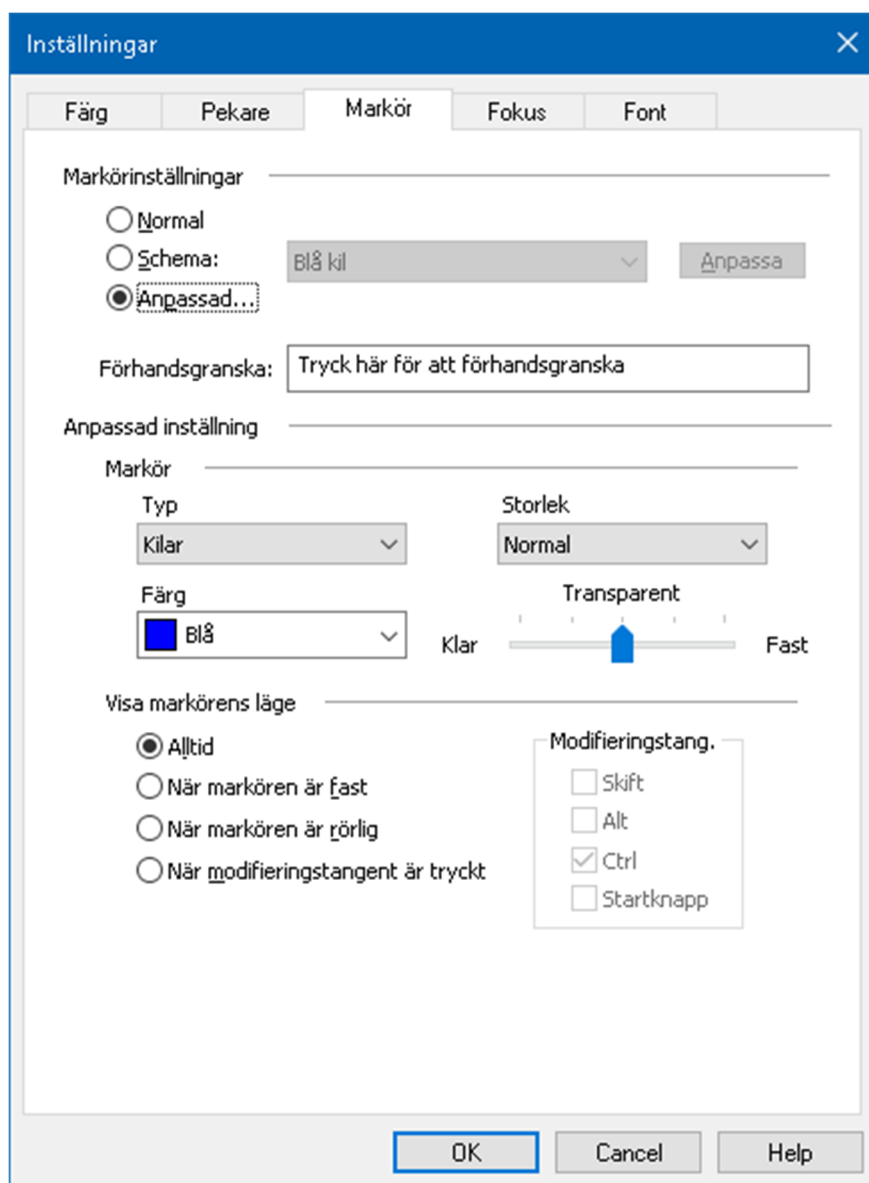 Inställningar
Färg Pekare Markör Fokus Font
Markörinställningar
Normal
Schema: Blå kil Anpassa
Anpassad...
Förhandsgranska: Tryck här för att förhandsgranska
Anpassad inställning
Markör
Typ Storlek
Kilar Normal
Färg Transparent
Blå Klar Fast
Visa markörens läge
Alltid Modifieringstang.
När markören är fast Skift
När markören är rörlig Alt
När modifieringstangent är tryckt Ctrl
Startknapp
OK Cancel Help